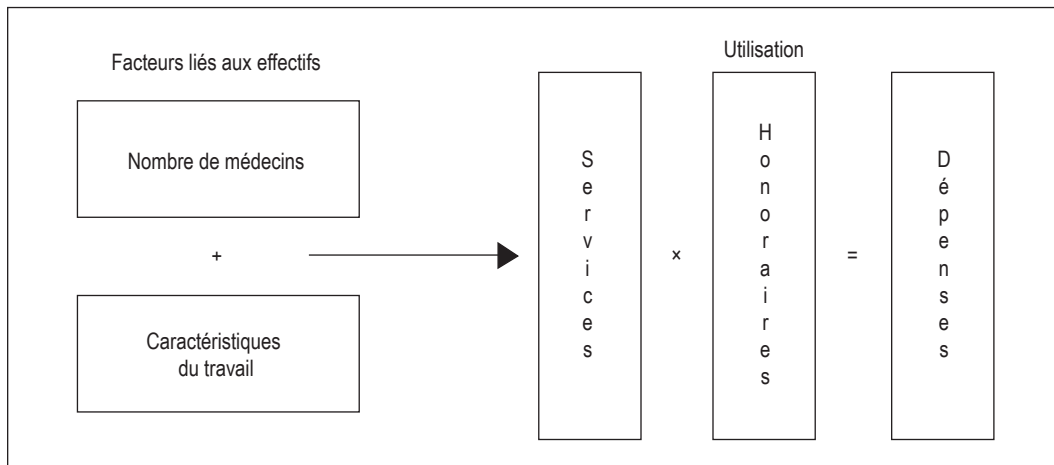 Facteurs liés aux effectifs
Nombre de médecins
+
Caractéristiques
du travail
Utilisation
Services
×
Honoraires
=
Dépenses